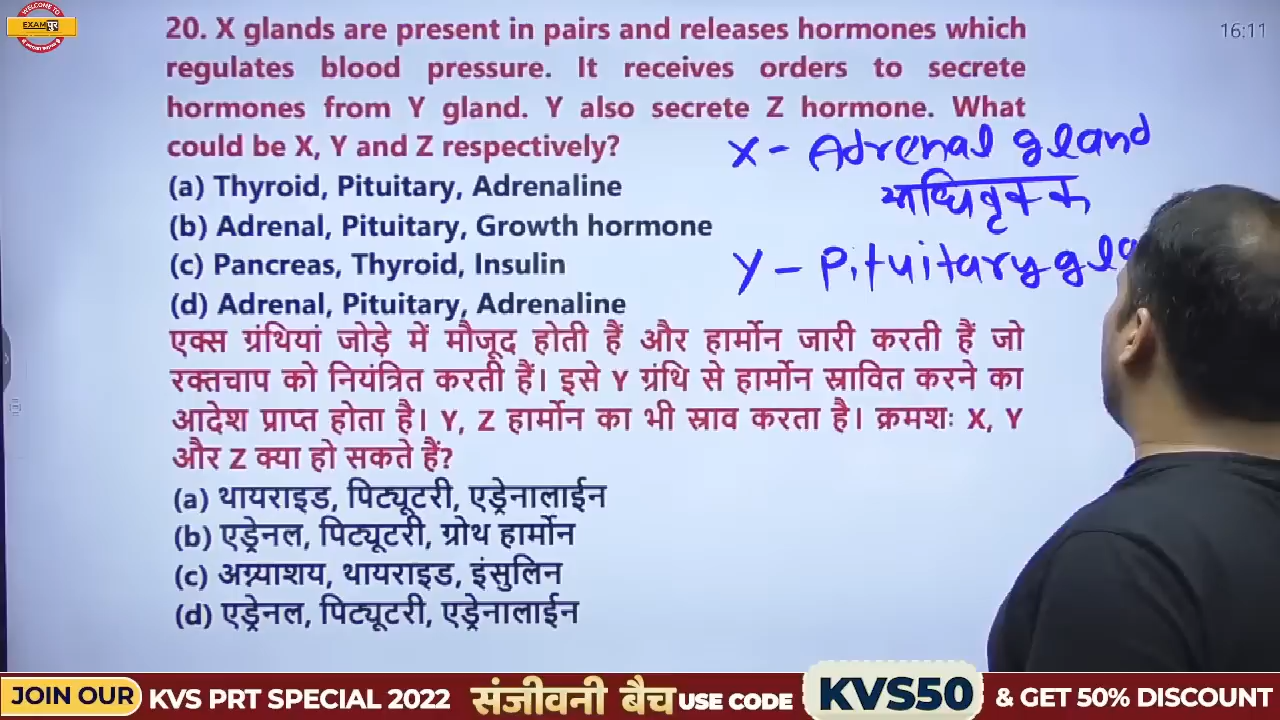 WELCOME TO
EXAMपुर
16:11
20. X glands are present in pairs and releases hormones which
regulates blood pressure. It receives orders to secrete
hormones from Y gland. Y also secrete Z hormone. What
could be X, Y and Z respectively?
(a) Thyroid, Pituitary, Adrenaline
(b) Adrenal, Pituitary, Growth hormone
(c) Pancreas, Thyroid, Insulin
(d) Adrenal, Pituitary, Adrenaline
X - Adrenal gland
अधिवृक्क
Y - Pituitary gla
एक्स ग्रंथियां जोड़े में मौजूद होती हैं और हार्मोन जारी करती हैं जो
रक्तचाप को नियंत्रित करती हैं। इसे Y ग्रंथि से हार्मोन स्रावित करने का
आदेश प्राप्त होता है। Y, Z हार्मोन का भी स्राव करता है। क्रमशः X, Y
और Z क्या हो सकते हैं?
(a) थायराइड, पिट्यूटरी, एड्रेनालाईन
(b) एड्रेनल, पिट्यूटरी, ग्रोथ हार्मोन
(c) अग्न्याशय, थायराइड, इंसुलिन
(d) एड्रेनल, पिट्यूटरी, एड्रेनालाईन
JOIN OUR KVS PRT SPECIAL 2022 संजीवनी बैच USE CODE KVS50 & GET 50% DISCOUNT